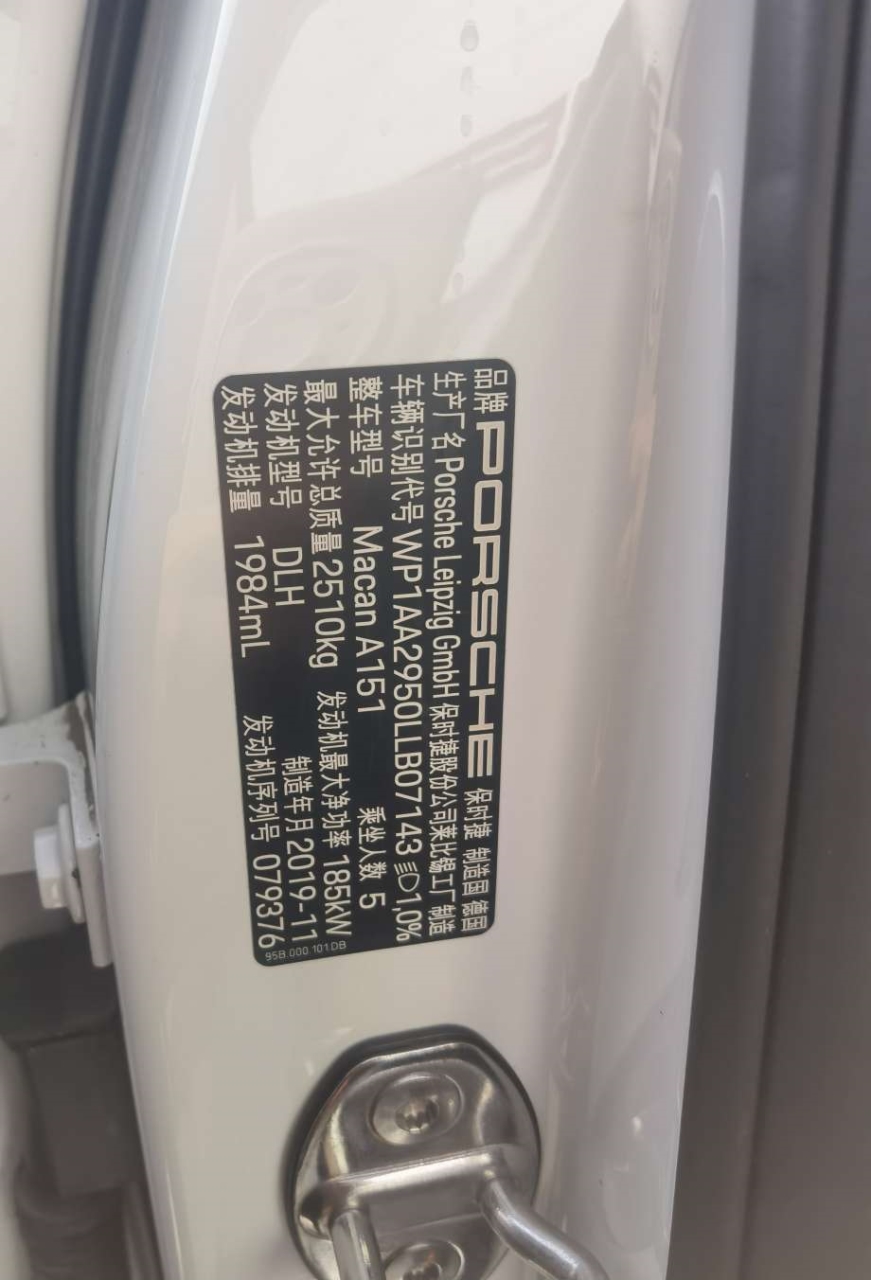 品牌 PORSCHE 保时捷 制造国 德国
生产厂名 Porsche Leipzig GmbH 保时捷股份公司莱比锡工厂制造
车辆识别代号 WP1AA2950LLB07143 1,0%
整车型号 Macan A151 乘坐人数 5
最大允许总质量 2510kg 发动机最大净功率 185kW
发动机型号 DLH 制造年月 2019-11
发动机排量 1984mL 发动机序列号 079376
95B.000.101DB